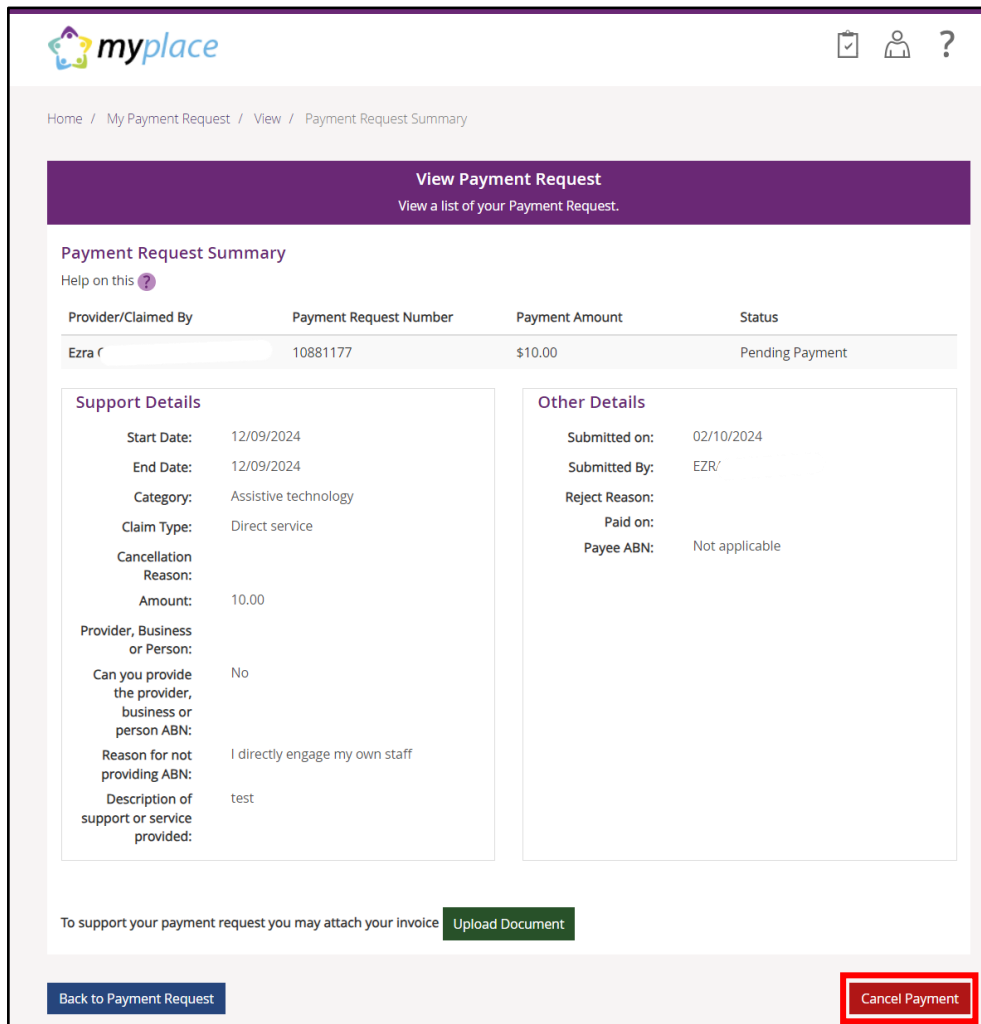 myplace
?
Home / My Payment Request / View / Payment Request Summary
View Payment Request
View a list of your Payment Request.
Payment Request Summary
Help on this ?
Provider/Claimed By Payment Request Number Payment Amount Status
Ezra 10881177 $10.00 Pending Payment
Support Details
Start Date: 12/09/2024
End Date: 12/09/2024
Category: Assistive technology
Claim Type: Direct service
Cancellation
Reason:
Amount: 10.00
Provider, Business
or Person:
Can you provide No
the provider,
business or
person ABN:
Reason for not I directly engage my own staff
providing ABN:
Description of test
support or service
provided:
Other Details
Submitted on: 02/10/2024
Submitted By: EZR
Reject Reason:
Paid on:
Payee ABN: Not applicable
To support your payment request you may attach your invoice Upload Document
Back to Payment Request Cancel Payment